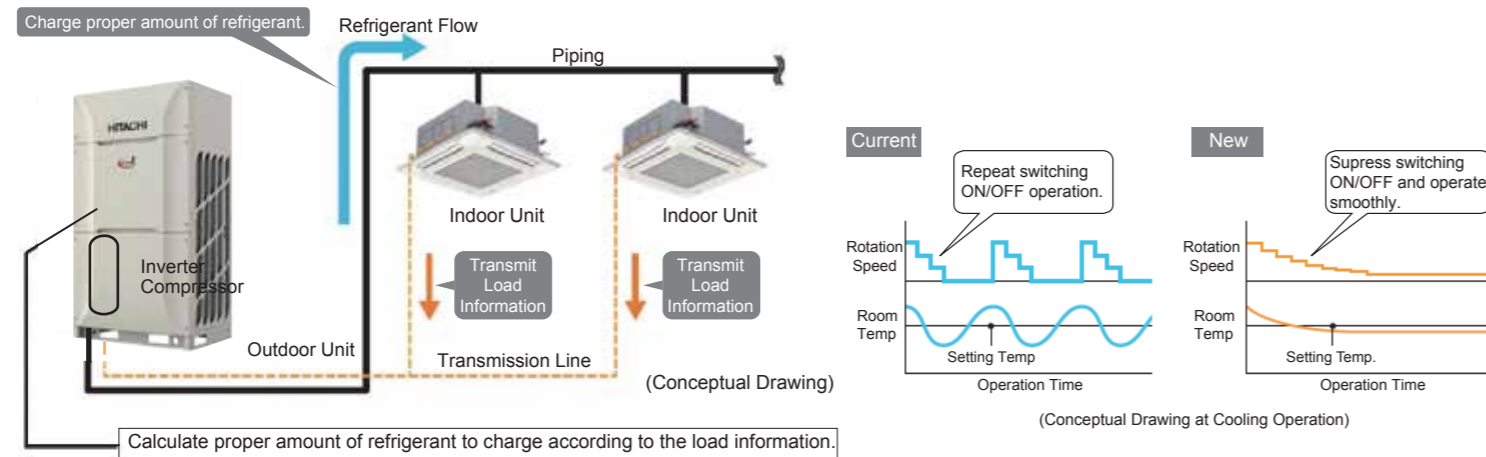 Charge proper amount of refrigerant.
Refrigerant Flow
Piping
HITACHI
Indoor Unit
Indoor Unit
Inverter
Compressor
Transmit
Load
Information
Transmit
Load
Information
Outdoor Unit
Transmission Line
(Conceptual Drawing)
Calculate proper amount of refrigerant to charge according to the load information.
Current
Repeat switching
ON/OFF operation.
Rotation
Speed
Room
Temp
Setting Temp
Operation Time
New
Supress switching
ON/OFF and operate
smoothly.
Rotation
Speed
Room
Temp
Setting Temp.
Operation Time
(Conceptual Drawing at Cooling Operation)